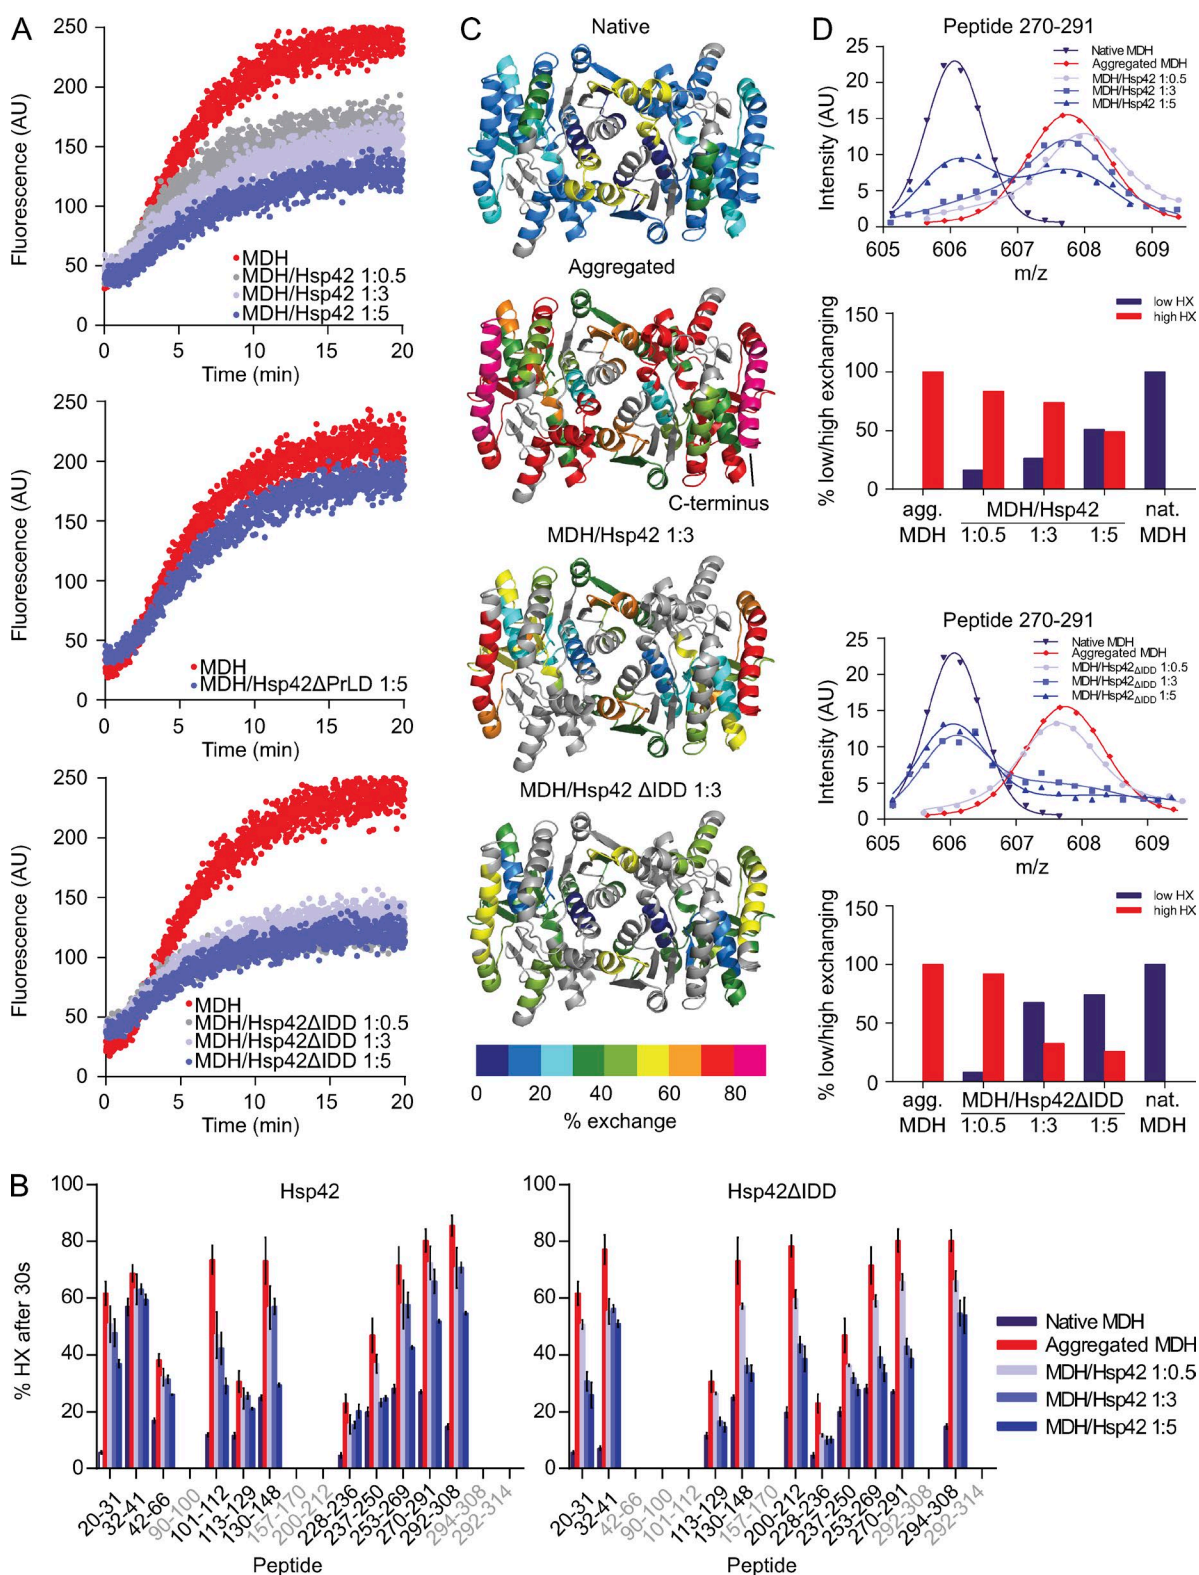 A
Fluorescence (AU)
250
200
150
100
50
0
MDH
MDH/Hsp42 1:0.5
MDH/Hsp42 1:3
MDH/Hsp42 1:5
0 5 10 15 20
Time (min)
Fluorescence (AU)
250
200
150
100
50
0
MDH
MDH/Hsp42ΔPrLD 1:5
0 5 10 15 20
Time (min)
Fluorescence (AU)
250
200
150
100
50
0
MDH
MDH/Hsp42ΔIDD 1:0.5
MDH/Hsp42ΔIDD 1:3
MDH/Hsp42ΔIDD 1:5
0 5 10 15 20
Time (min)
C
Native
Aggregated
C-terminus
MDH/Hsp42 1:3
MDH/Hsp42 ΔIDD 1:3
0 20 40 60 80
% exchange
D
Peptide 270-291
Intensity (AU)
25
20
15
10
5
0
Native MDH
Aggregated MDH
MDH/Hsp42 1:0.5
MDH/Hsp42 1:3
MDH/Hsp42 1:5
605 606 607 608 609
m/z
% low/high exchanging
150
100
50
0
low HX
high HX
agg. MDH/Hsp42 nat.
MDH 1:0.5 1:3 1:5 MDH
Peptide 270-291
Intensity (AU)
25
20
15
10
5
0
Native MDH
Aggregated MDH
MDH/Hsp42ΔIDD 1:0.5
MDH/Hsp42ΔIDD 1:3
MDH/Hsp42ΔIDD 1:5
605 606 607 608 609
m/z
% low/high exchanging
150
100
50
0
low HX
high HX
agg. MDH/Hsp42ΔIDD nat.
MDH 1:0.5 1:3 1:5 MDH
B
Hsp42
% HX after 30s
100
80
60
40
20
0
20-31
32-41
42-66
90-100
101-112
113-129
130-148
157-170
200-212
228-236
237-250
253-269
270-291
292-308
294-308
292-314
Peptide
Hsp42ΔIDD
100
80
60
40
20
0
20-31
32-41
42-66
90-100
101-112
113-129
130-148
157-170
200-212
228-236
237-250
253-269
270-291
292-308
294-308
292-314
Peptide
Native MDH
Aggregated MDH
MDH/Hsp42 1:0.5
MDH/Hsp42 1:3
MDH/Hsp42 1:5